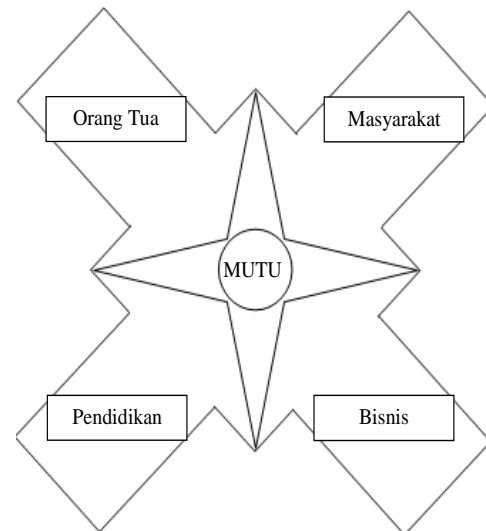 Orang Tua
Masyarakat
MUTU
Pendidikan
Bisnis